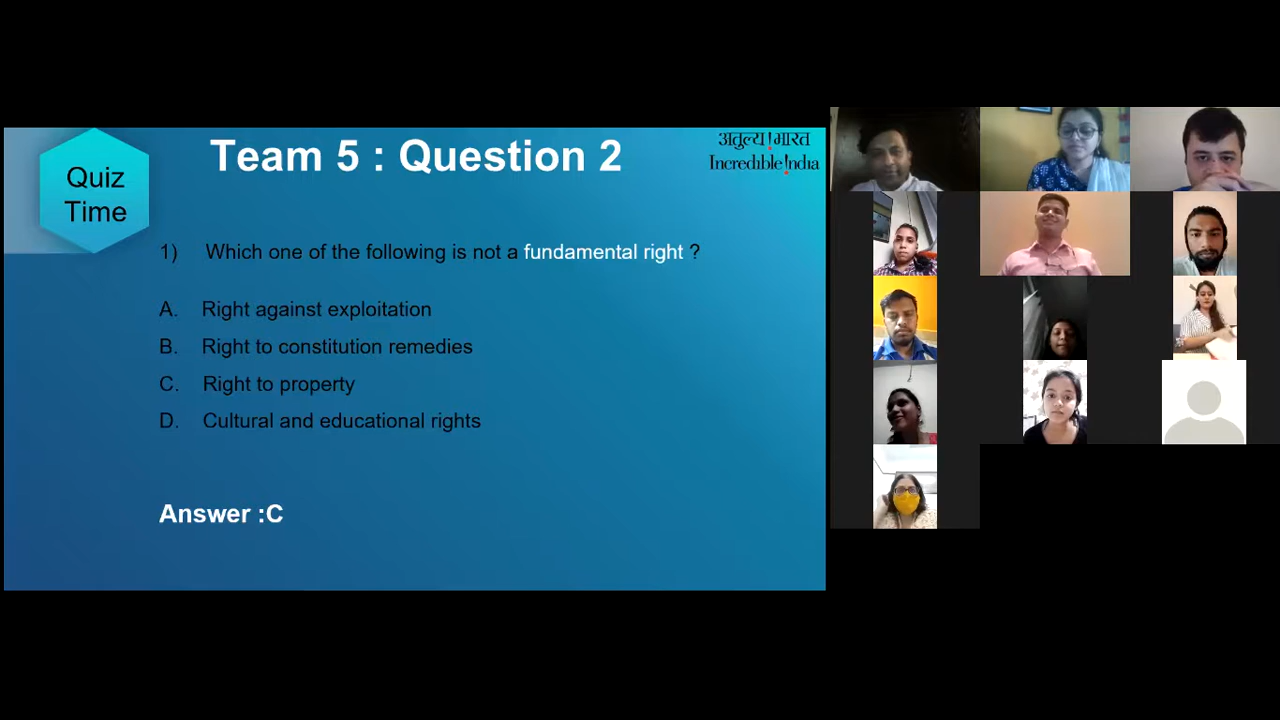 Quiz
Time
Team 5 : Question 2
अतुल्य ! भारत
Incredible !ndia
1) Which one of the following is not a fundamental right ?
A. Right against exploitation
B. Right to constitution remedies
C. Right to property
D. Cultural and educational rights
Answer :C